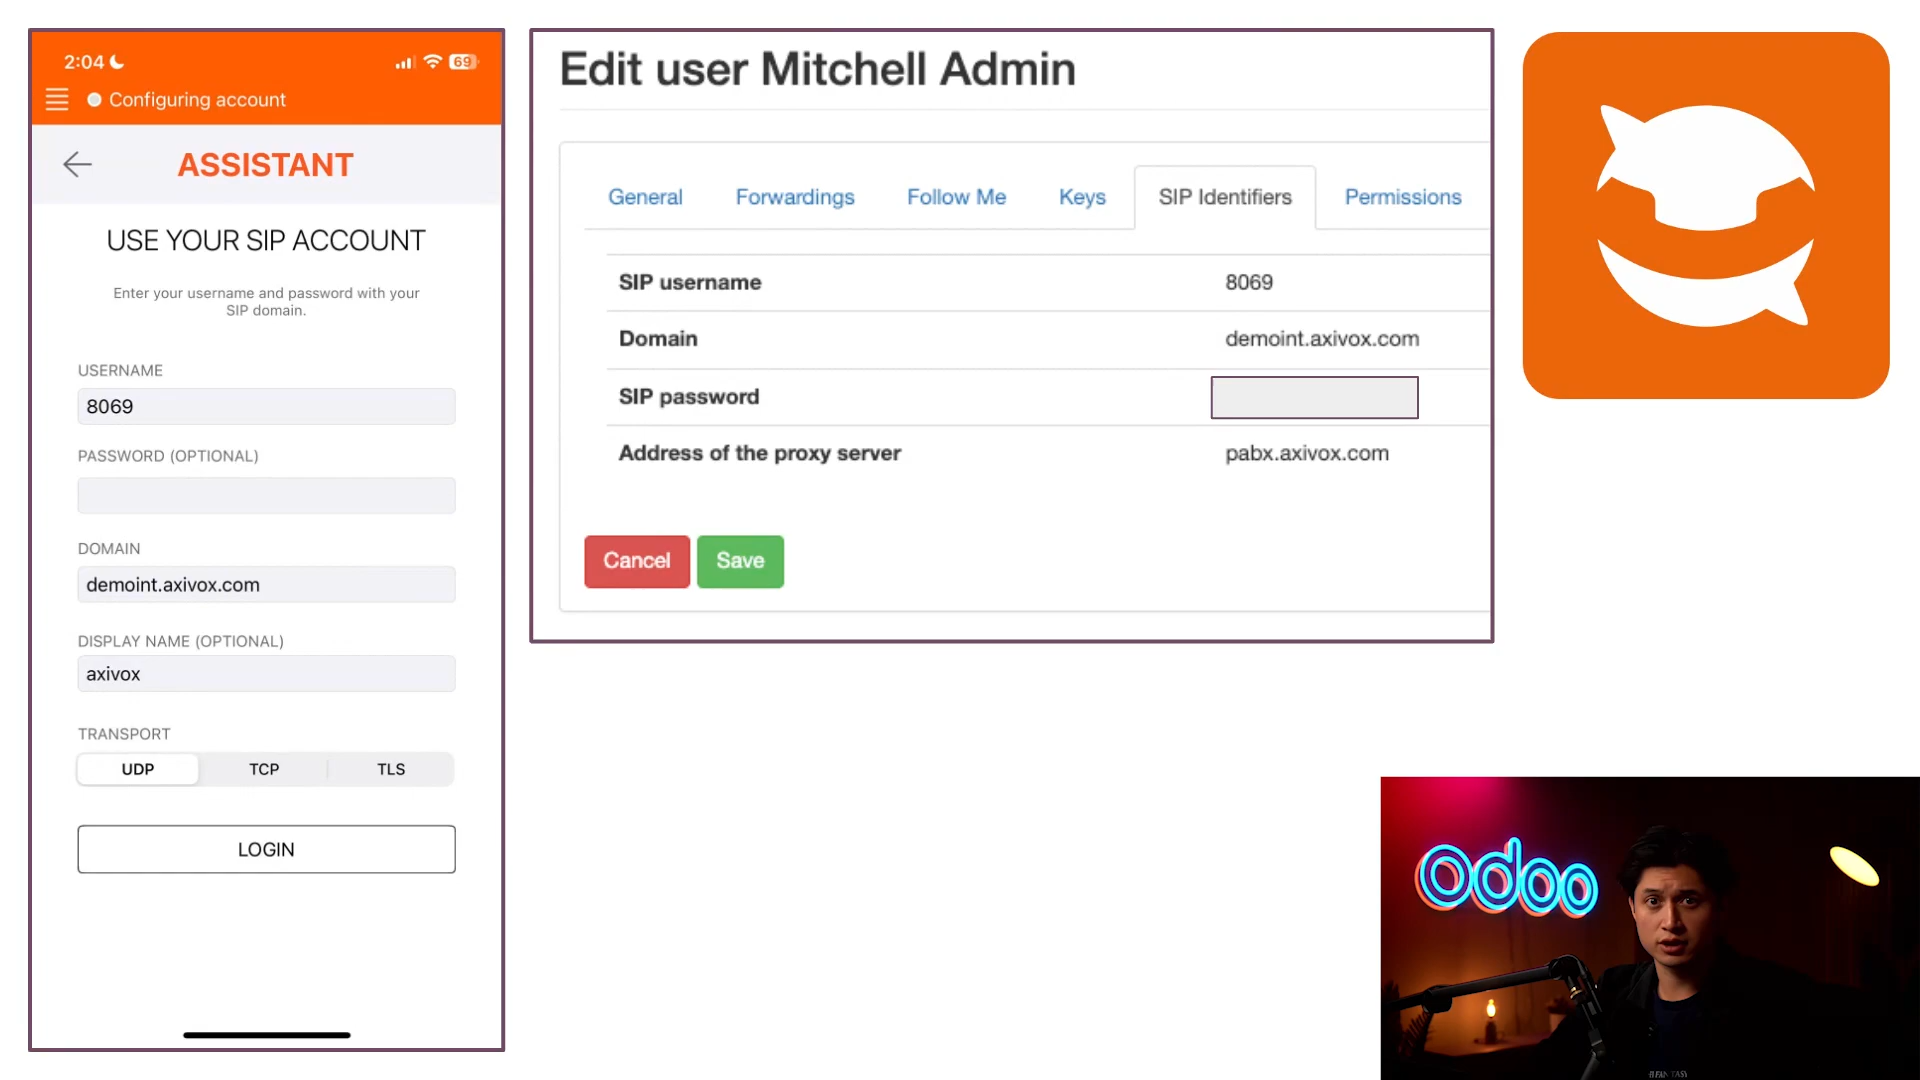 2:04
69
Configuring account
ASSISTANT
USE YOUR SIP ACCOUNT
Enter your username and password with your
SIP domain.
USERNAME
8069
PASSWORD (OPTIONAL)
DOMAIN
demoint.axivox.com
DISPLAY NAME (OPTIONAL)
axivox
TRANSPORT
UDP TCP TLS
LOGIN
Edit user Mitchell Admin
General Forwardings Follow Me Keys SIP Identifiers Permissions
SIP username 8069
Domain demoint.axivox.com
SIP password
Address of the proxy server pabx.axivox.com
Cancel Save
odoo